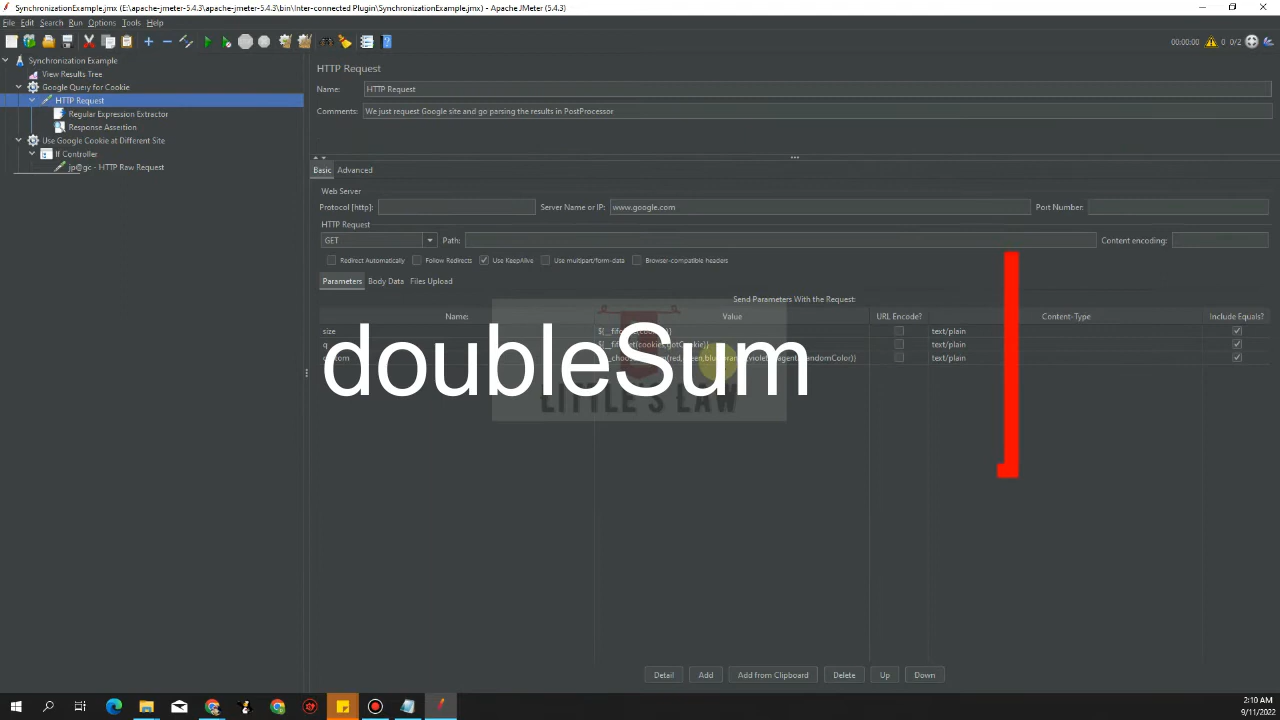 SynchronizationExample.jmx (E:\apache-jmeter-5.4.3\apache-jmeter-5.4.3\bin\Inter-connected Plugin\SynchronizationExample.jmx) - Apache JMeter (5.4.3)
File Edit Search Run Options Tools Help
00:00:00 0 0/2
Synchronization Example
View Results Tree
Google Query for Cookie
HTTP Request
Regular Expression Extractor
Response Assertion
Use Google Cookie at Different Site
If Controller
jp@gc - HTTP Raw Request
HTTP Request
Name: HTTP Request
Comments: We just request Google site and go parsing the results in PostProcessor
Basic Advanced
Web Server
Protocol [http]: Server Name or IP: www.google.com Port Number:
HTTP Request
GET Path: Content encoding:
Redirect Automatically Follow Redirects Use KeepAlive Use multipart/form-data Browser-compatible headers
Parameters Body Data Files Upload
Send Parameters With the Request:
Name: Value URL Encode? Content-Type Include Equals?
size text/plain
q text/plain
text/plain
doubleSum
LITTLE'S LAW
Detail Add Add from Clipboard Delete Up Down
2:10 AM
9/11/2022